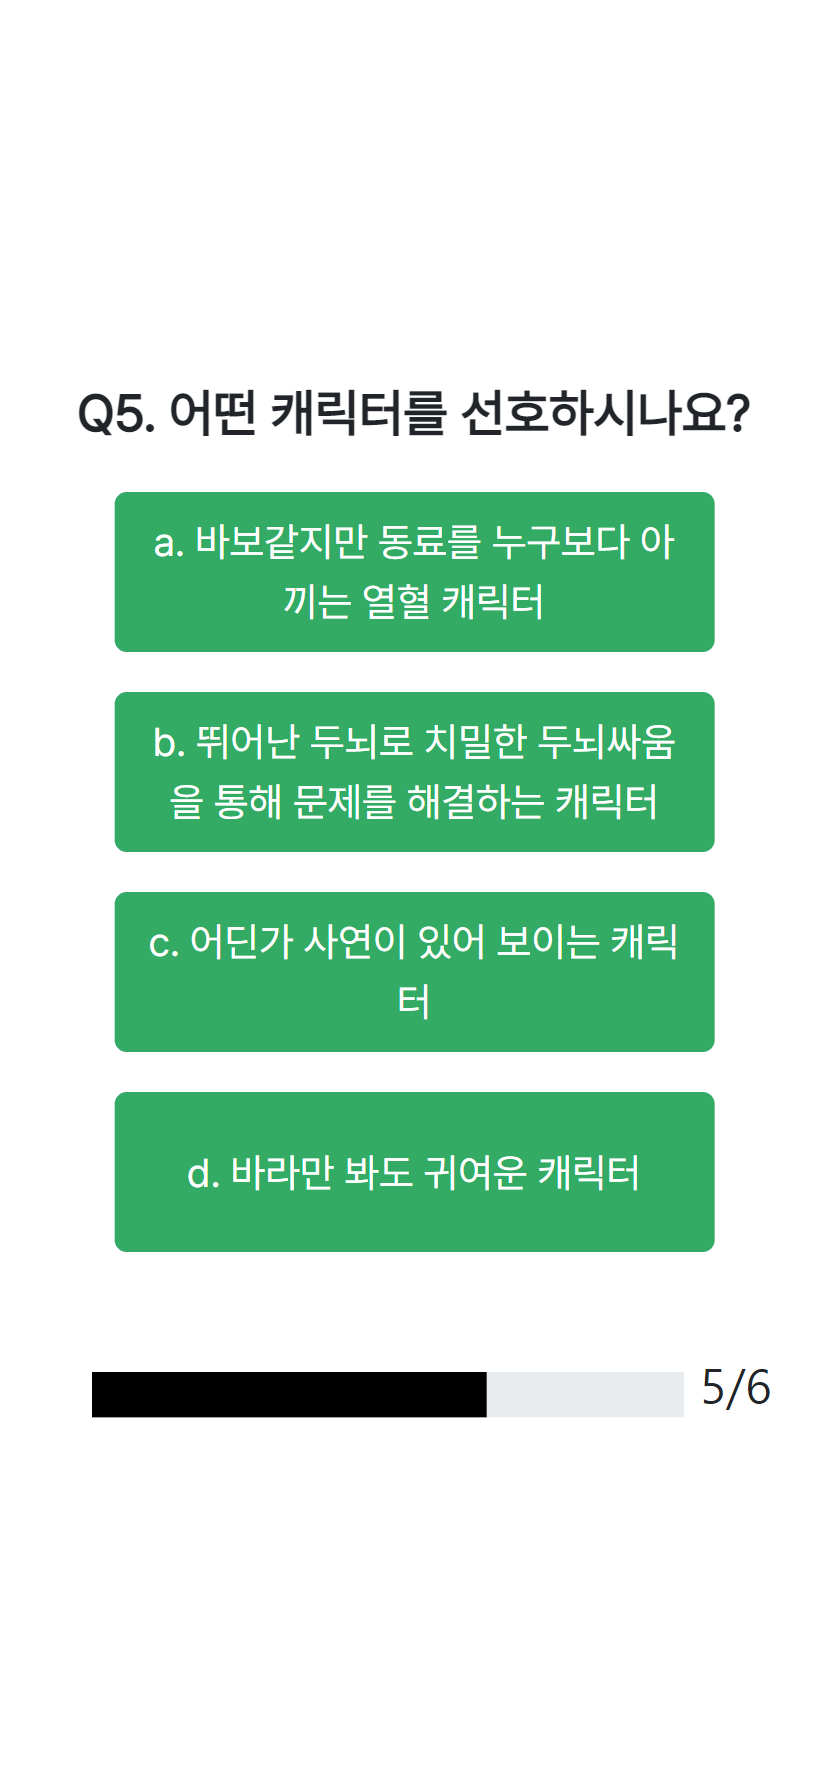 Q5. 어떤 캐릭터를 선호하시나요?
a. 바보같지만 동료를 누구보다 아
끼는 열혈 캐릭터
b. 뛰어난 두뇌로 치밀한 두뇌싸움
을 통해 문제를 해결하는 캐릭터
c. 어딘가 사연이 있어 보이는 캐릭
터
d. 바라만 봐도 귀여운 캐릭터
5/6